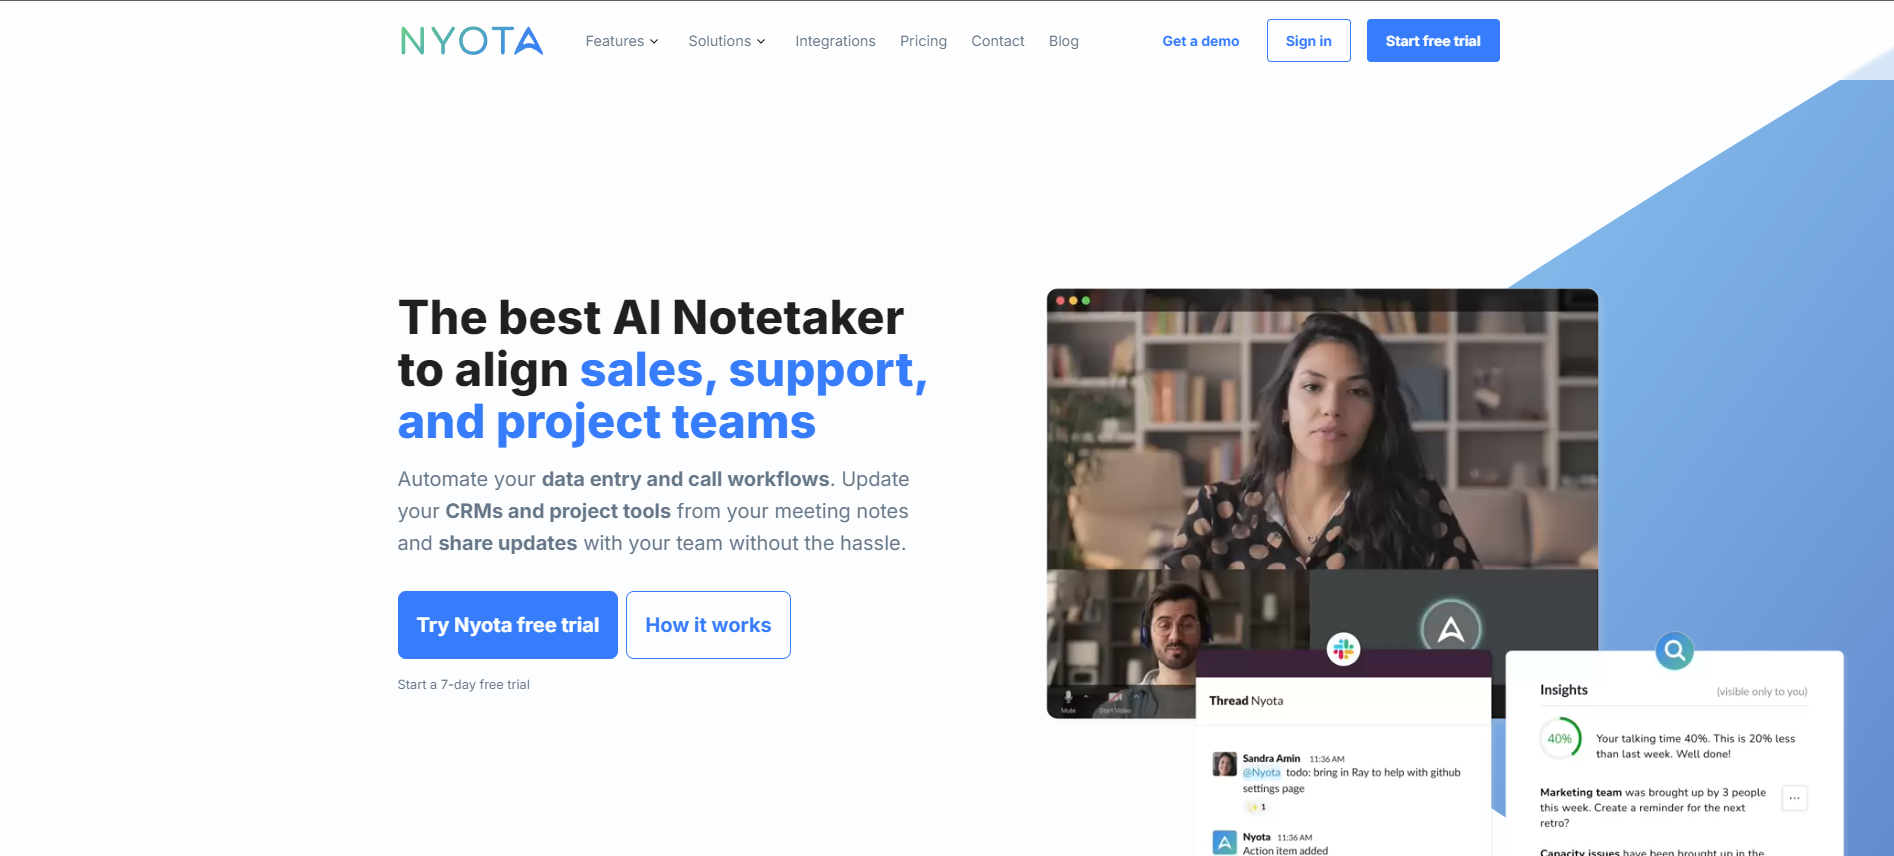 NYOTA
Features
Solutions
Integrations
Pricing
Contact
Blog
Get a demo
Sign in
Start free trial
The best AI Notetaker
to align sales, support,
and project teams
Automate your data entry and call workflows. Update
your CRMs and project tools from your meeting notes
and share updates with your team without the hassle.
Try Nyota free trial
How it works
Start a 7-day free trial
Mute
Start Video
Thread Nyota
Sandra Amin 11:36 AM
@Nyota todo: bring in Ray to help with github
settings page
1
Nyota 11:36 AM
Action item added
Insights
(visible only to you)
40%
Your talking time 40%. This is 20% less
than last week. Well done!
Marketing team was brought up by 3 people
this week. Create a reminder for the next
retro?
...
Capacity issues have been brought up in the